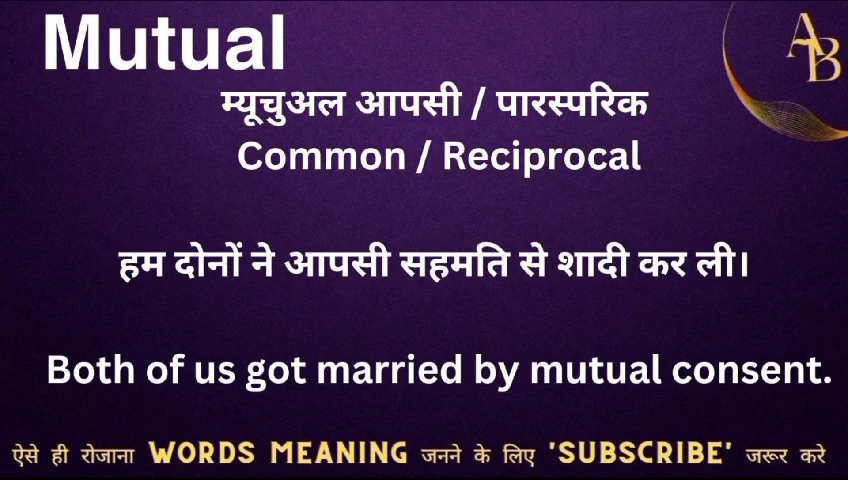 Mutual
AB
म्यूचुअल आपसी / पारस्परिक
Common / Reciprocal
हम दोनों ने आपसी सहमति से शादी कर ली।
Both of us got married by mutual consent.
ऐसे ही रोजाना WORDS MEANING जनने के लिए 'SUBSCRIBE' जरूर करे